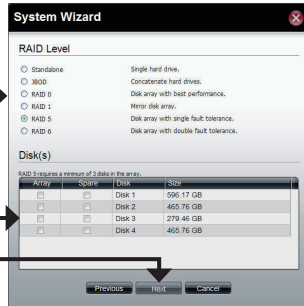 System Wizard
RAID Level
Standalone Single hard drive.
JBOD Concatenate hard drives.
RAID 0 Disk array with best performance.
RAID 1 Mirror disk array.
RAID 5 Disk array with single fault tolerance.
RAID 6 Disk array with double fault tolerance.
Disk(s)
RAID 5 requires a minimum of 3 disks in the array.
Array Spare Disk Size
Disk 1 596.17 GB
Disk 2 465.76 GB
Disk 3 279.46 GB
Disk 4 465.76 GB
Previous Next Cancel